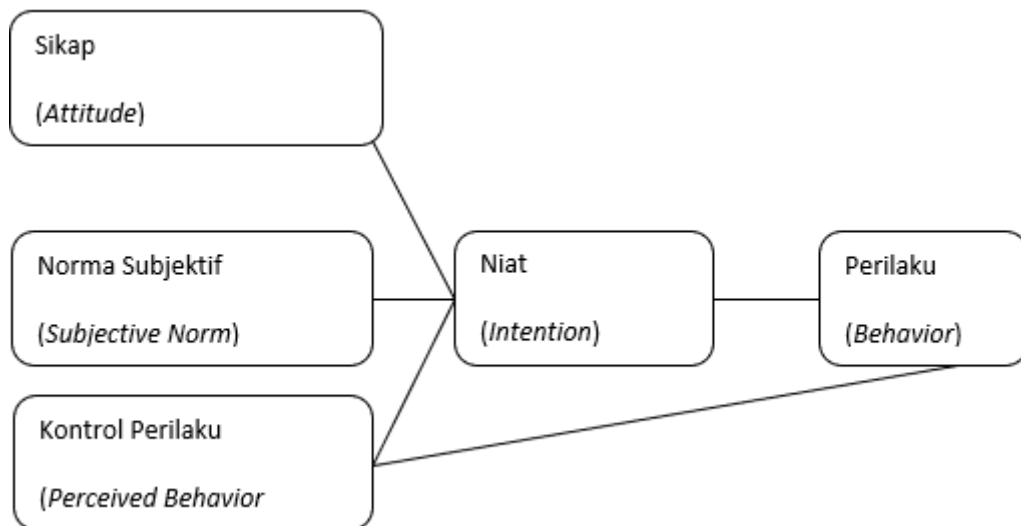 Sikap
(Attitude)
Norma Subjektif
(Subjective Norm)
Niat
(Intention)
Perilaku
(Behavior)
Kontrol Perilaku
(Perceived Behavior